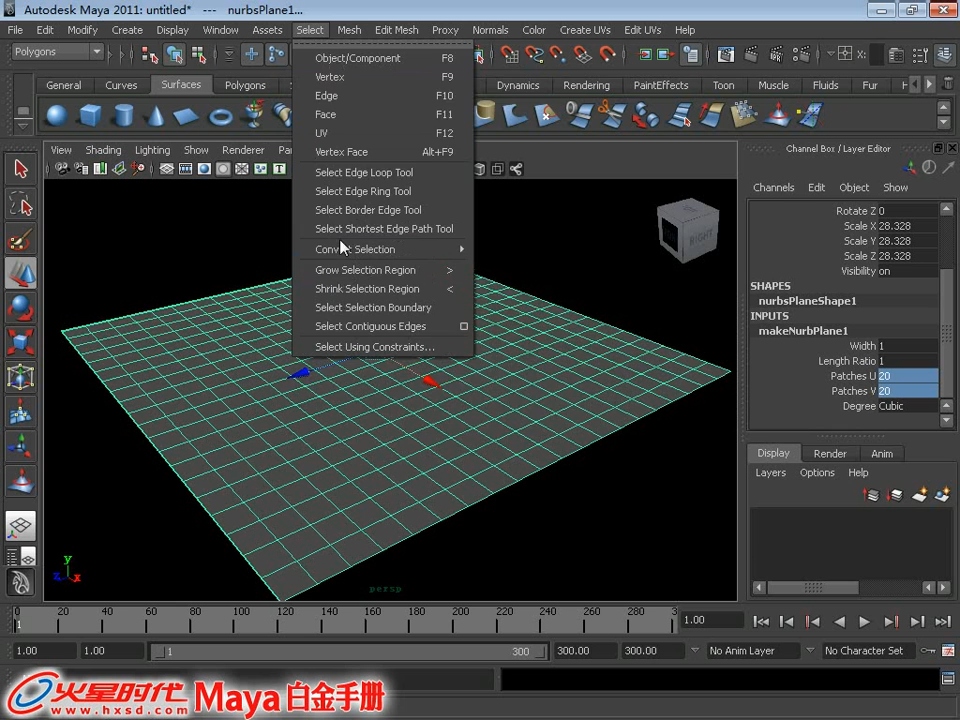 Autodesk Maya 2011: untitled* --- nurbsPlane1...
File Edit Modify Create Display Window Assets Select Mesh Edit Mesh Proxy Normals Color Create UVs Edit UVs Help
Polygons
General Curves Surfaces Polygons Dynamics Rendering PaintEffects Toon Muscle Fluids Fur
View Shading Lighting Show Renderer
Object/Component F8
Vertex F9
Edge F10
Face F11
UV F12
Vertex Face Alt+F9
Select Edge Loop Tool
Select Edge Ring Tool
Select Border Edge Tool
Select Shortest Edge Path Tool
Convert Selection
Grow Selection Region >
Shrink Selection Region <
Select Selection Boundary
Select Contiguous Edges
Select Using Constraints...
RIGHT
Channel Box / Layer Editor
Channels Edit Object Show
Rotate Z 0
Scale X 28.328
Scale Y 28.328
Scale Z 28.328
Visibility on
SHAPES
nurbsPlaneShape1
INPUTS
makeNurbPlane1
Width 1
Length Ratio 1
Patches U 20
Patches V 20
Degree Cubic
Display Render Anim
Layers Options Help
y
z x
persp
0 20 40 60 80 100 120 140 160 180 200 220 240 260 280 3
1
1.00
1.00 1.00 1 300 300.00 300.00 No Anim Layer No Character Set
火星时代 Maya 白金手册
www.hxsd.com